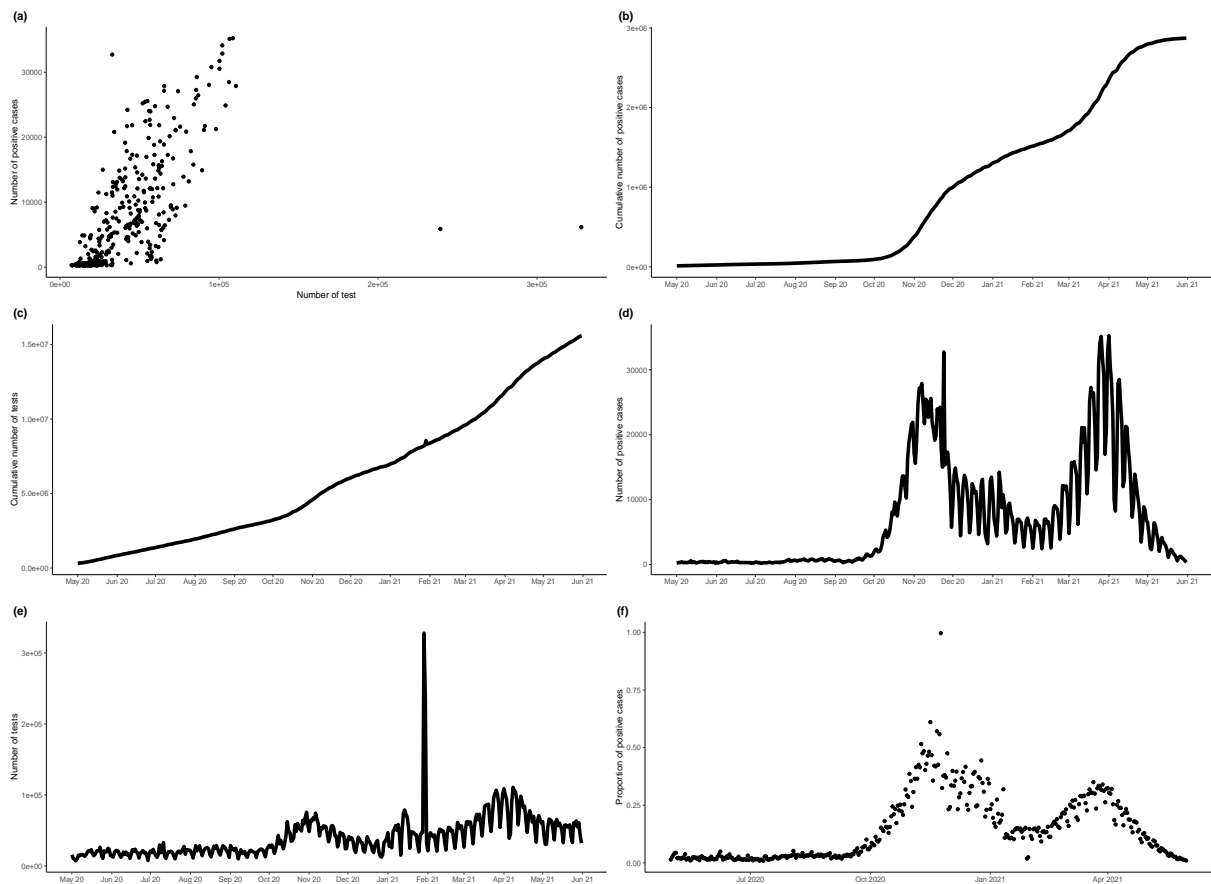 (a)
Number of positive cases
30000
20000
10000
0
0e+00 1e+05 2e+05 3e+05
Number of test
(b)
Cumulative number of positive cases
3e+06
2e+06
1e+06
0e+00
May 20 Jun 20 Jul 20 Aug 20 Sep 20 Oct 20 Nov 20 Dec 20 Jan 21 Feb 21 Mar 21 Apr 21 May 21 Jun 21
(c)
Cumulative number of tests
1.5e+07
1.0e+07
5.0e+06
0.0e+00
May 20 Jun 20 Jul 20 Aug 20 Sep 20 Oct 20 Nov 20 Dec 20 Jan 21 Feb 21 Mar 21 Apr 21 May 21 Jun 21
(d)
Number of positive cases
30000
20000
10000
0
May 20 Jun 20 Jul 20 Aug 20 Sep 20 Oct 20 Nov 20 Dec 20 Jan 21 Feb 21 Mar 21 Apr 21 May 21 Jun 21
(e)
Number of tests
3e+05
2e+05
1e+05
0e+00
May 20 Jun 20 Jul 20 Aug 20 Sep 20 Oct 20 Nov 20 Dec 20 Jan 21 Feb 21 Mar 21 Apr 21 May 21 Jun 21
(f)
Proportion of positive cases
1.00
0.75
0.50
0.25
0.00
Jul 2020 Oct 2020 Jan 2021 Apr 2021